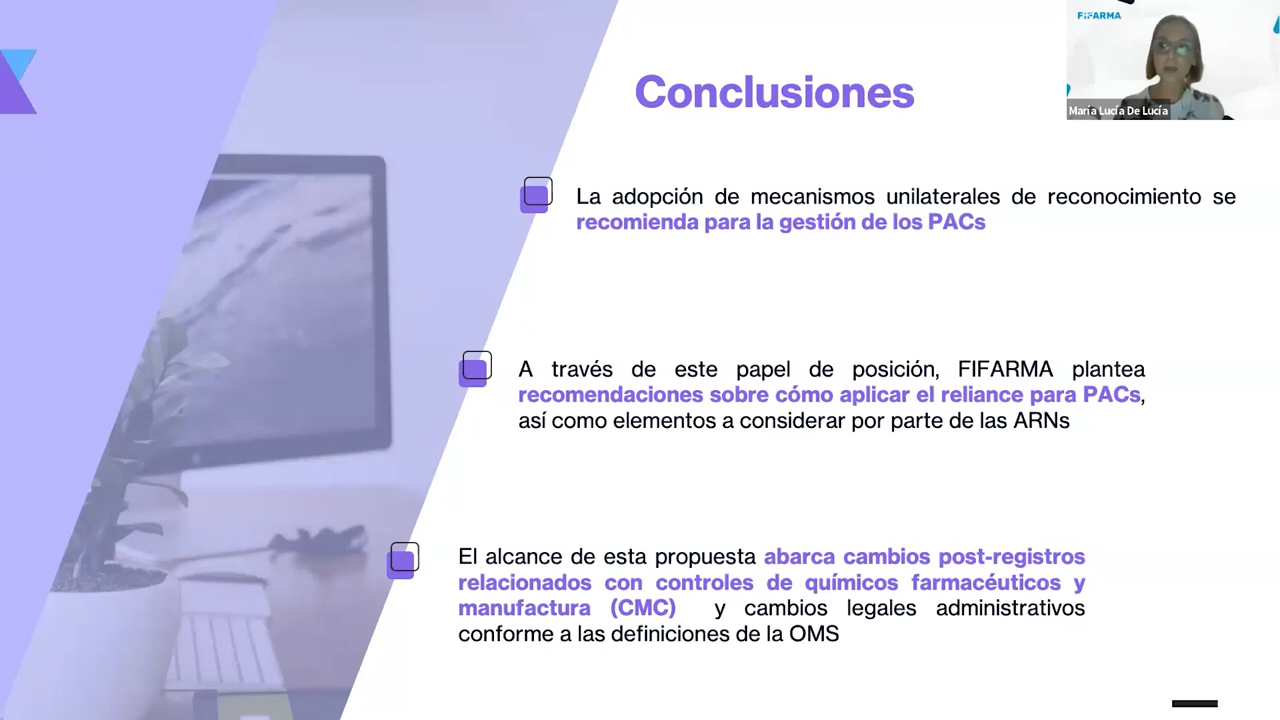 FIFARMA
María Lucía De Lucía
Conclusiones
La adopción de mecanismos unilaterales de reconocimiento se
recomienda para la gestión de los PACs
A través de este papel de posición, FIFARMA plantea
recomendaciones sobre cómo aplicar el reliance para PACs,
así como elementos a considerar por parte de las ARNs
El alcance de esta propuesta abarca cambios post-registros
relacionados con controles de químicos farmacéuticos y
manufactura (CMC) y cambios legales administrativos
conforme a las definiciones de la OMS